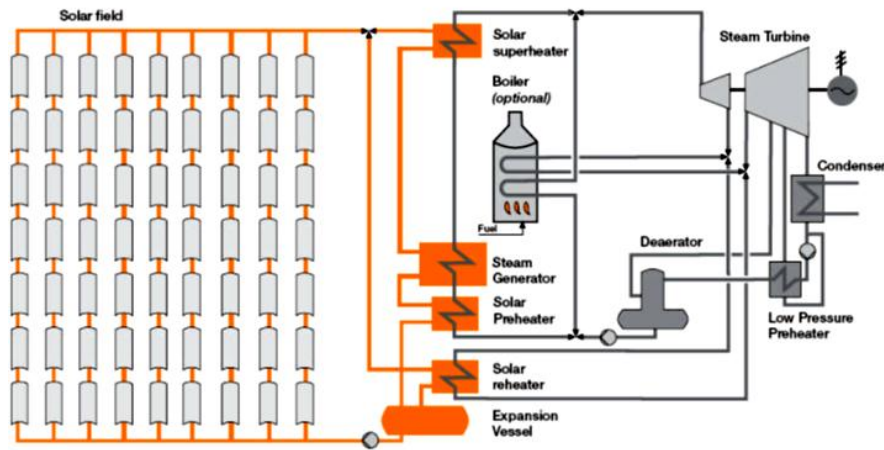 Solar field
Solar
superheater
Steam Turbine
Boiler
(optional)
Condenser
Fuel
Deaerator
Steam
Generator
Solar
Preheater
Low Pressure
Preheater
Solar
reheater
Expansion
Vessel